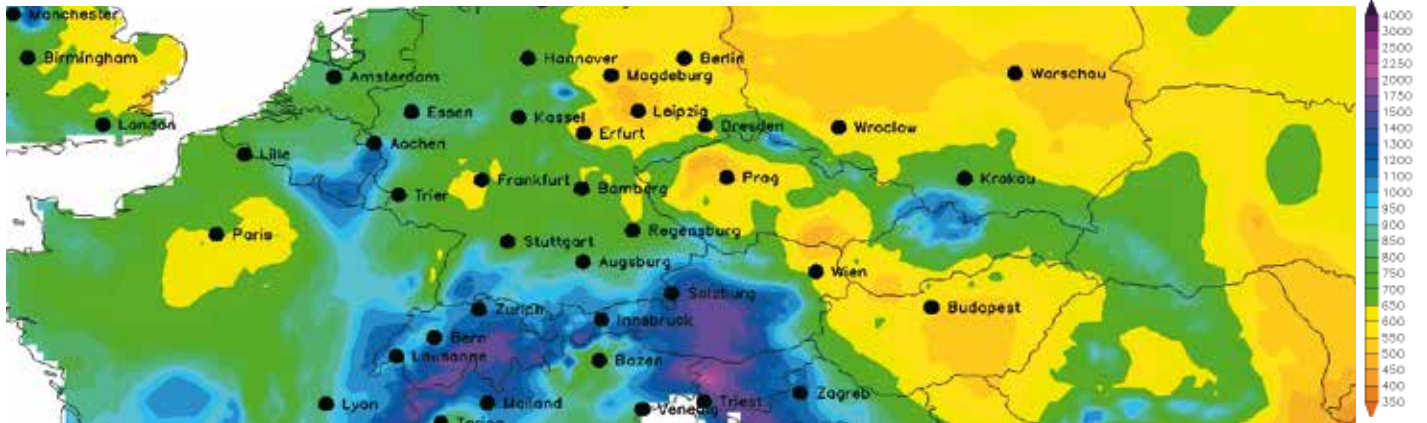 Manchester
Birmingham
London
Amsterdam
Hannover
Berlin
Magdeburg
Warschau
Essen
Kassel
Leipzig
Erfurt
Dresden
Wroclaw
Aachen
Lille
Trier
Frankfurt
Bamberg
Prag
Krakau
Paris
Stuttgart
Regensburg
Augsburg
Wien
Salzburg
Budapest
Zürich
Innsbruck
Bern
Lausanne
Bozen
Lyon
Mailand
Venedig
Triest
Zagreb
4000
3000
2500
2000
1750
1500
1300
1200
1100
1000
950
900
850
800
750
700
650
600
550
500
450
400
350